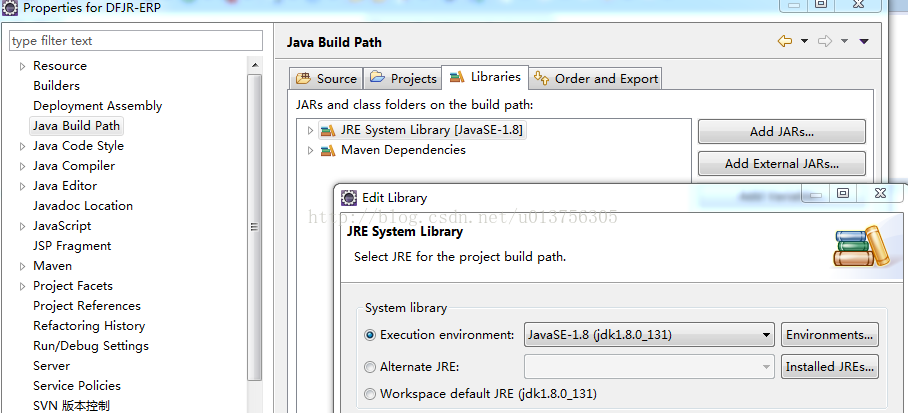 Properties for DFJR-ERP
type filter text
Resource
Builders
Deployment Assembly
Java Build Path
Java Code Style
Java Compiler
Java Editor
Javadoc Location
JavaScript
JSP Fragment
Maven
Project Facets
Project References
Refactoring History
Run/Debug Settings
Server
Service Policies
SVN 版本控制
Java Build Path
Source Projects Libraries Order and Export
JARs and class folders on the build path:
JRE System Library [JavaSE-1.8]
Maven Dependencies
Add JARs...
Add External JARs...
Edit Library
http://blog.csdn.net/u013756305
JRE System Library
Select JRE for the project build path.
System library
Execution environment: JavaSE-1.8 (jdk1.8.0_131) Environments...
Alternate JRE: Installed JREs...
Workspace default JRE (jdk1.8.0_131)